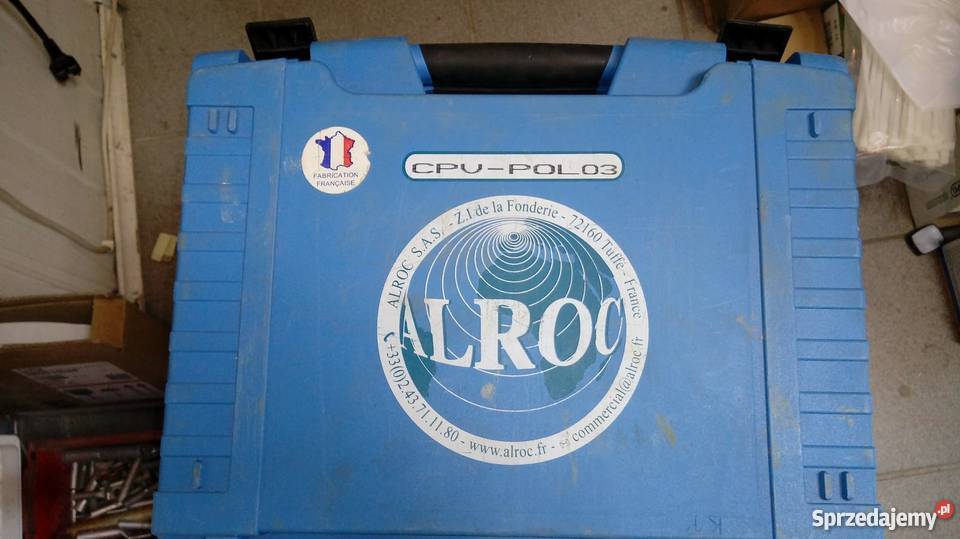 FABRICATION
FRANÇAISE
CPV-POL03
ALROC S.A.S. - Z.I.de la Fonderie - 72160 Tuffé - France
ALROC
+33(0)2.43.71.11.80 - www.alroc.fr - commercial@alroc.fr
Sprzedajemy.pl